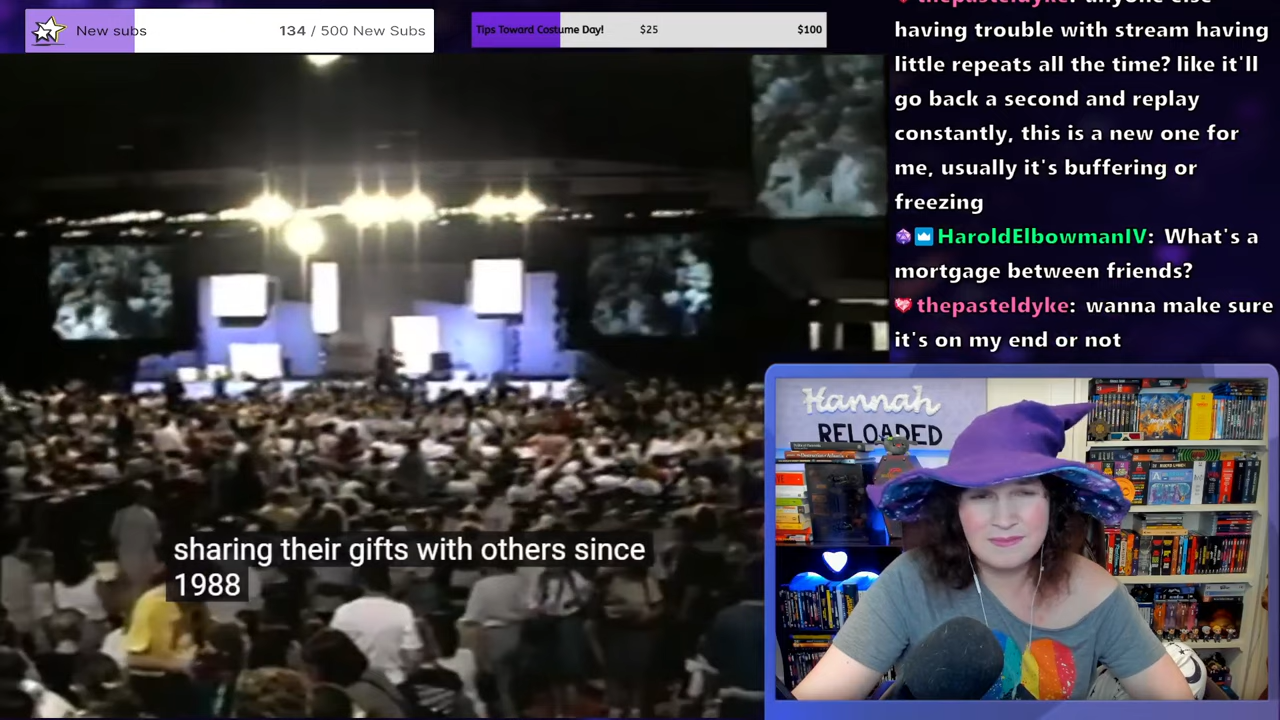 New subs
134 / 500 New Subs
Tips Toward Costume Day!
$25
$100
thepasteldyke: anyone else
having trouble with stream having
little repeats all the time? like it'll
go back a second and replay
constantly, this is a new one for
me, usually it's buffering or
freezing
HaroldElbowmanIV: What's a
mortgage between friends?
thepasteldyke: wanna make sure
it's on my end or not
Hannah
RELOADED
sharing their gifts with others since
1988